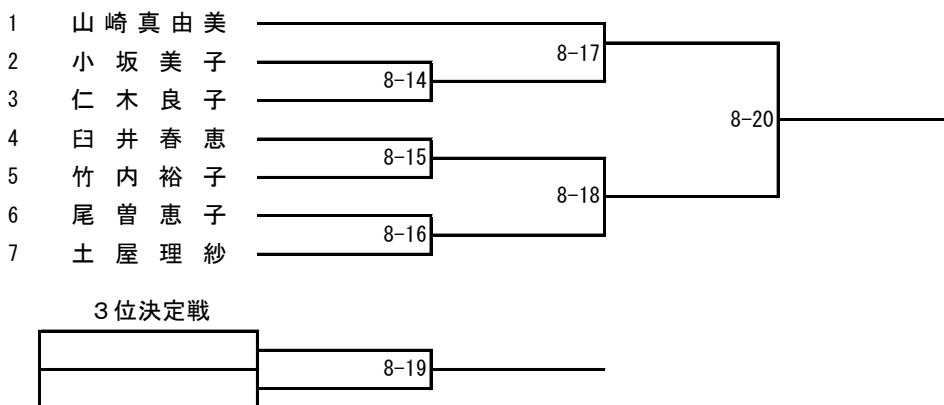 1 山崎真由美
8-17
2 小坂美子
8-14
3 仁木良子
8-20
4 臼井春恵
8-15
5 竹内裕子
8-18
6 尾曽恵子
8-16
7 土屋理紗
3位決定戦
8-19